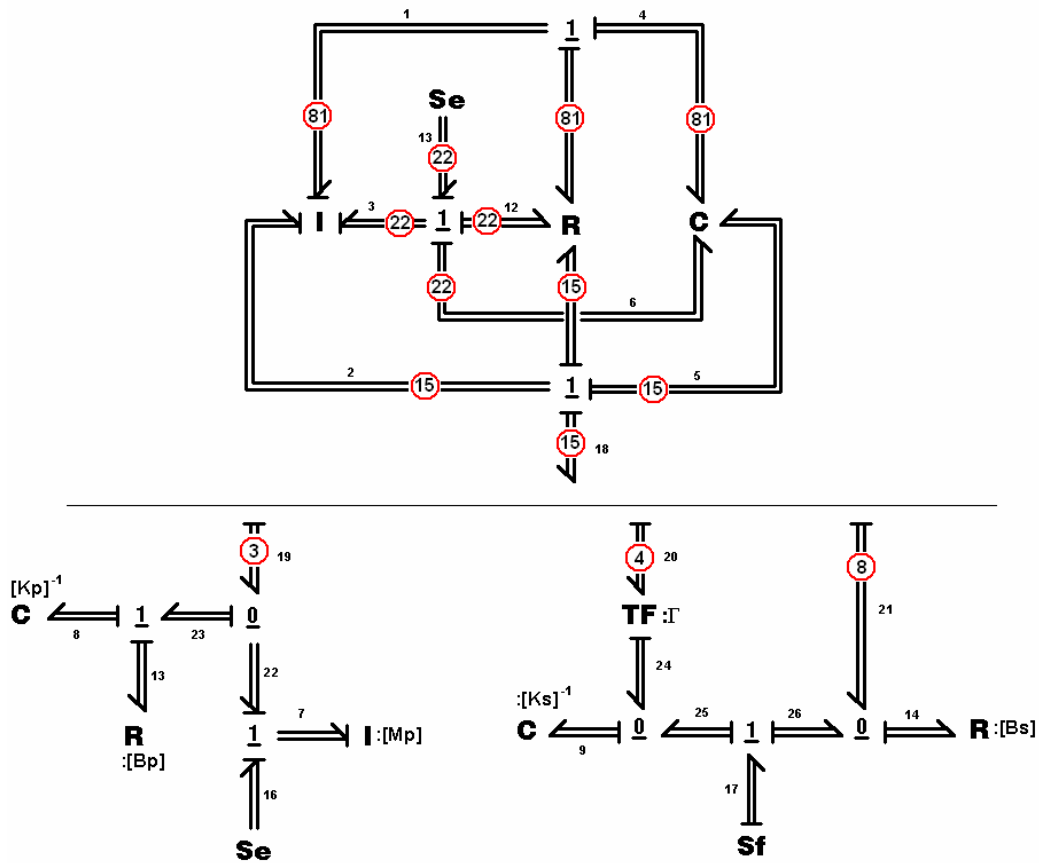 1 1 4
81 Se 81 81
13
22
I 3 22 1 22 12 R C
22 15 6
2 15 1 15 5
15 18
3 19 4 20 8
[Kp]⁻¹
C 8 1 23 0 TF :Γ 21
13 22 24
:[Ks]⁻¹
R 1 7 I :[Mp] C 9 0 25 1 26 0 14 R :[Bs]
:[Bp]
16 17
Se Sf